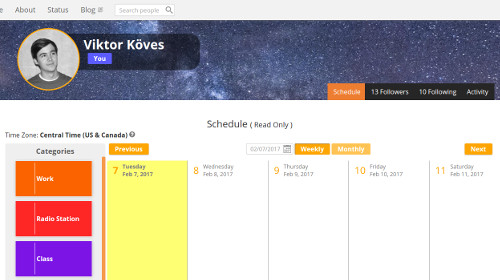 e About Status Blog Search people
Viktor Köves
You
Schedule 13 Followers 10 Following Activity
Schedule ( Read Only )
Time Zone: Central Time (US & Canada)
Categories
Previous 02/07/2017 Weekly Monthly Next
7 Tuesday Feb 7, 2017
8 Wednesday Feb 8, 2017
9 Thursday Feb 9, 2017
10 Friday Feb 10, 2017
11 Saturday Feb 11, 2017
Work
Radio Station
Class